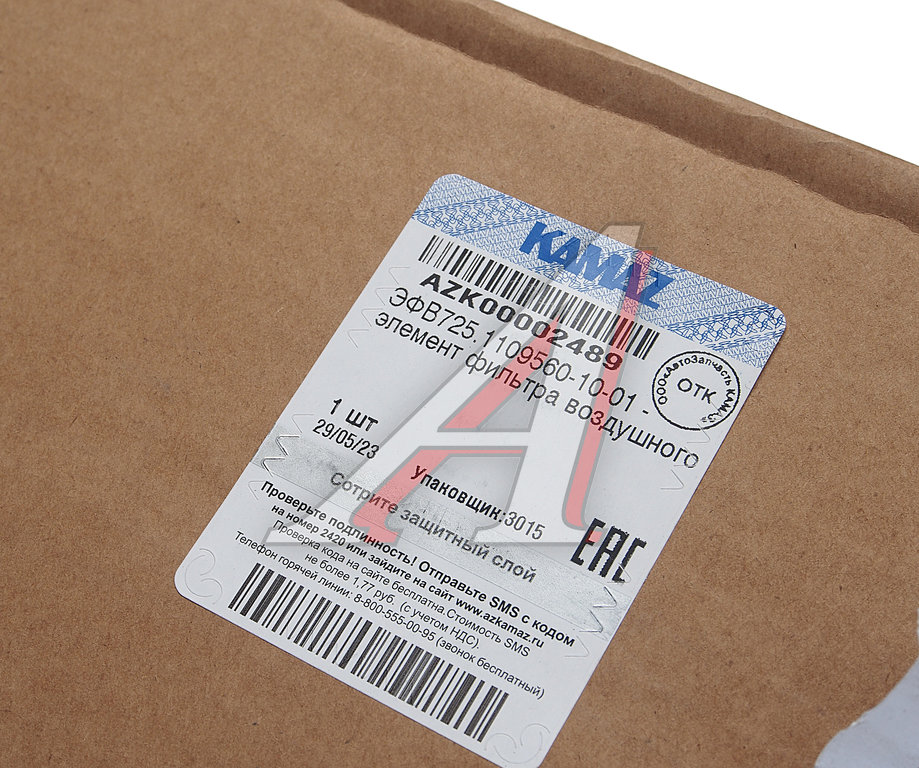 KAMAZ
AZK00002489
ЭФВ725.1109560-10-01 -
элемент фильтра воздушного
ООО«АвтоЗапчасть КАМАЗ»
ОТК
1 шт
29/05/23
Упаковщик:3015
EAC
Сотрите защитный слой
Проверьте подлинность! Отправьте SMS с кодом
на номер 2420 или зайдите на сайт www.azkamaz.ru
Проверка кода на сайте бесплатна.Стоимость SMS
не более 1,77 руб. (с учетом НДС).
Телефон горячей линии: 8-800-555-00-95 (звонок бесплатный)